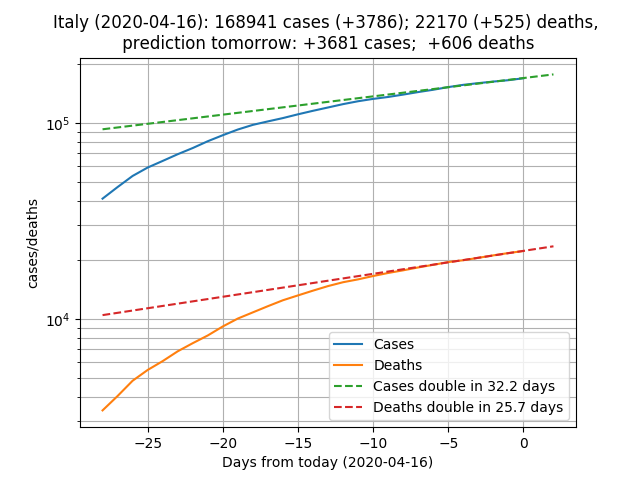 Italy (2020-04-16): 168941 cases (+3786); 22170 (+525) deaths,
prediction tomorrow: +3681 cases;  +606 deaths
cases/deaths
10^5
10^4
Cases
Deaths
Cases double in 32.2 days
Deaths double in 25.7 days
−25 −20 −15 −10 −5 0
Days from today (2020-04-16)